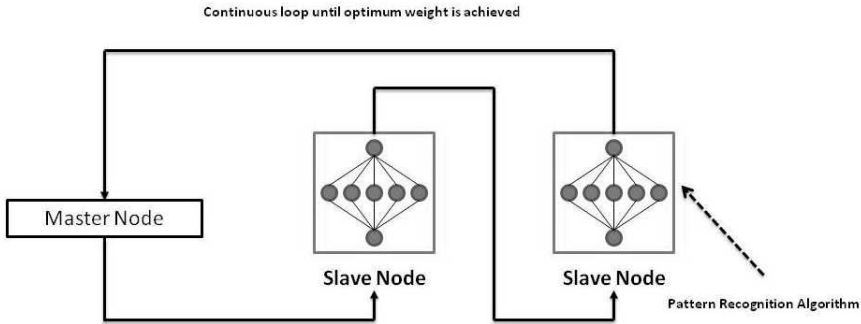 Continuous loop until optimum weight is achieved
Master Node
Slave Node
Slave Node
Pattern Recognition Algorithm